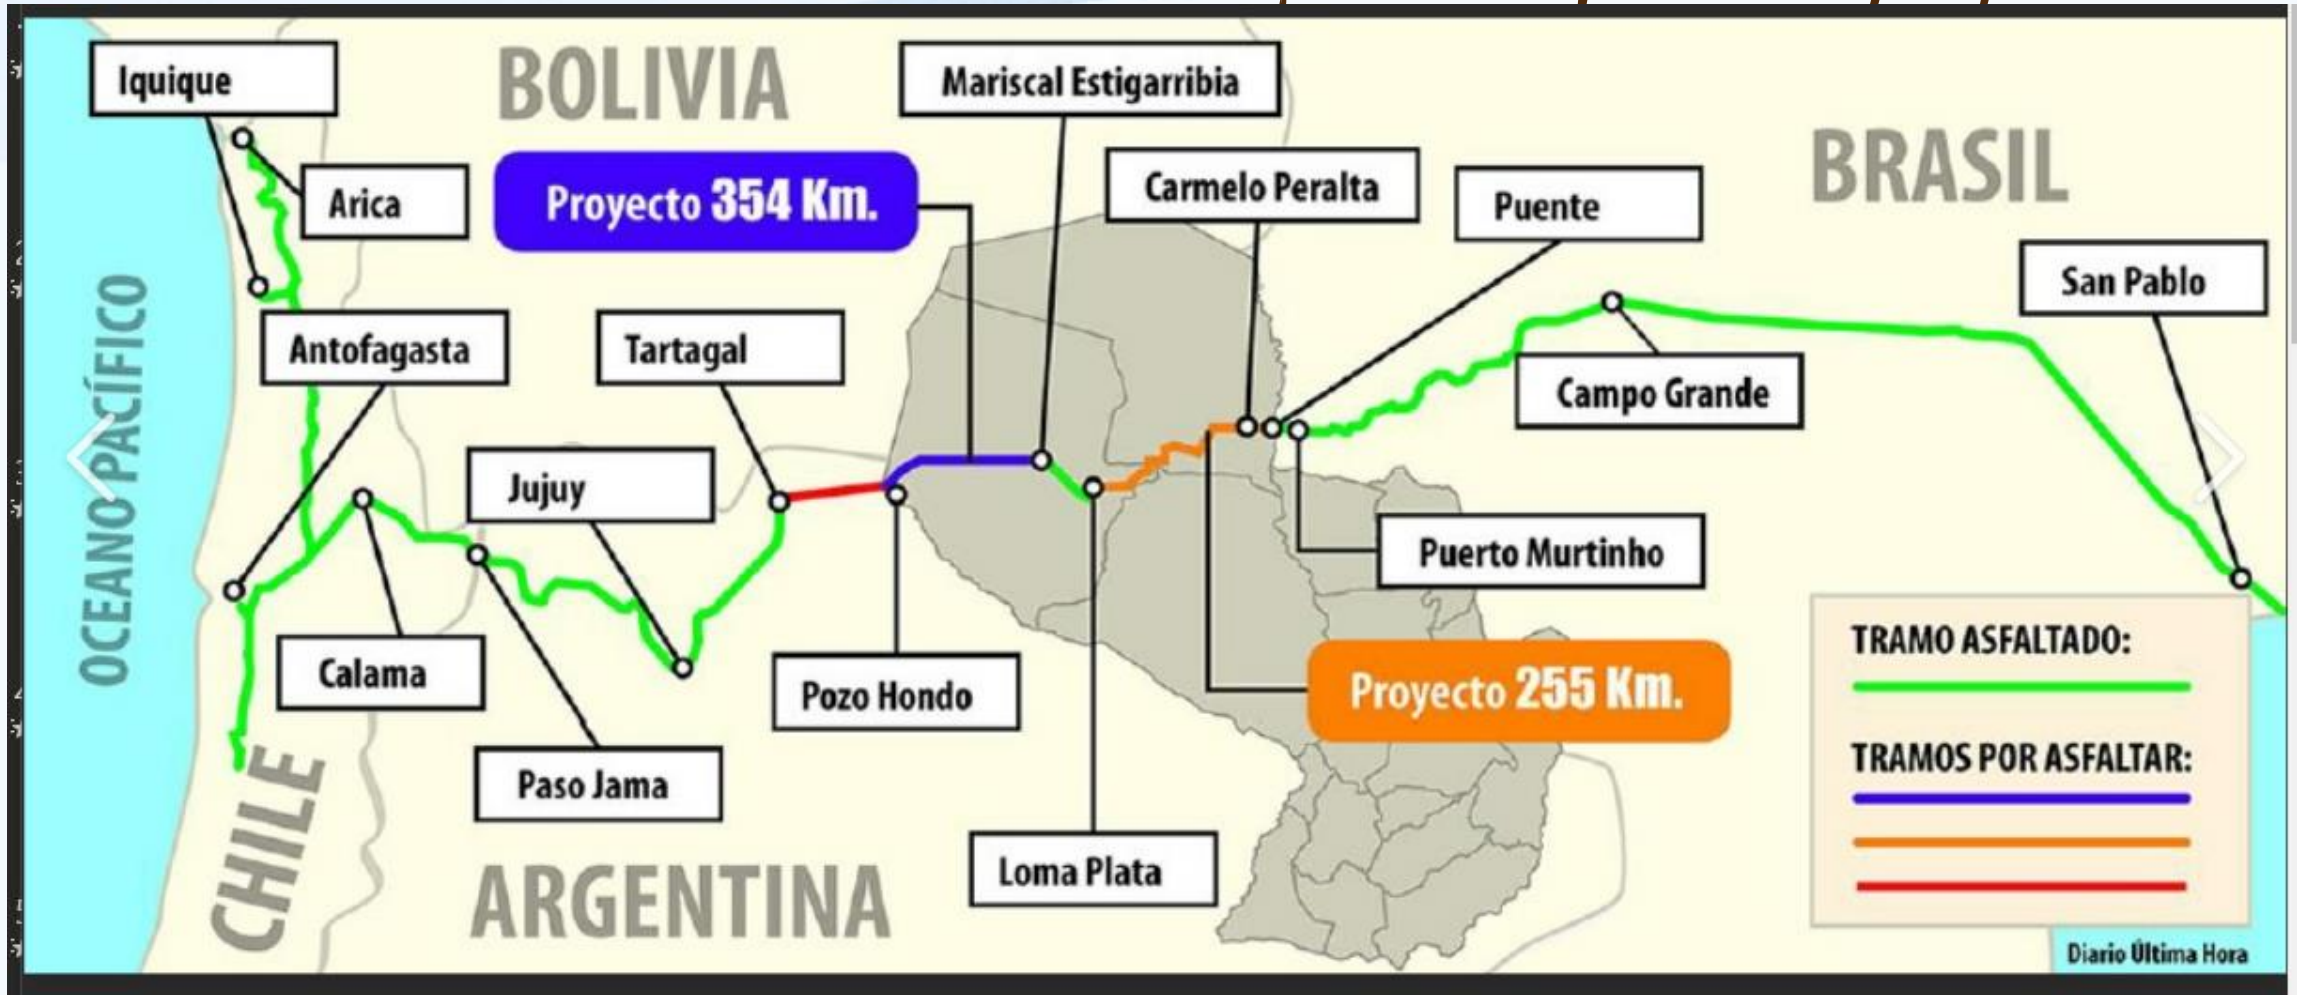 Iquique
BOLIVIA
Mariscal Estigarribia
BRASIL
Arica
Proyecto 354 Km.
Carmelo Peralta
Puente
San Pablo
OCEANO PACÍFICO
Antofagasta
Tartagal
Campo Grande
Jujuy
Puerto Murtinho
Calama
Pozo Hondo
Proyecto 255 Km.
Paso Jama
Loma Plata
CHILE
ARGENTINA
TRAMO ASFALTADO:
TRAMOS POR ASFALTAR:
Diario Última Hora